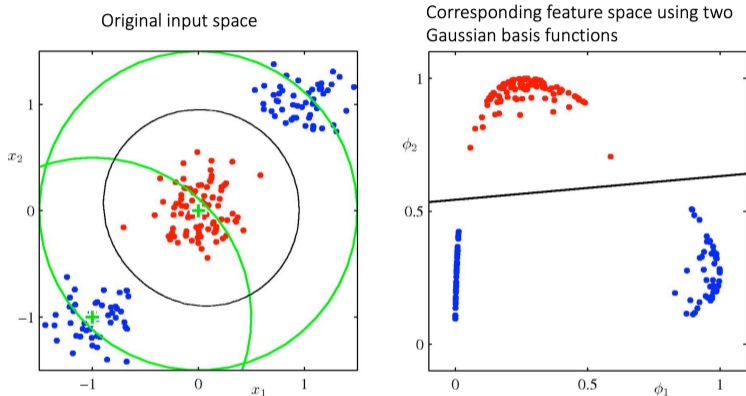 Original input space
Corresponding feature space using two
Gaussian basis functions
x₂
1
0
−1
−1
0
1
x₁
ϕ₂
1
0.5
0
0
0.5
1
ϕ₁